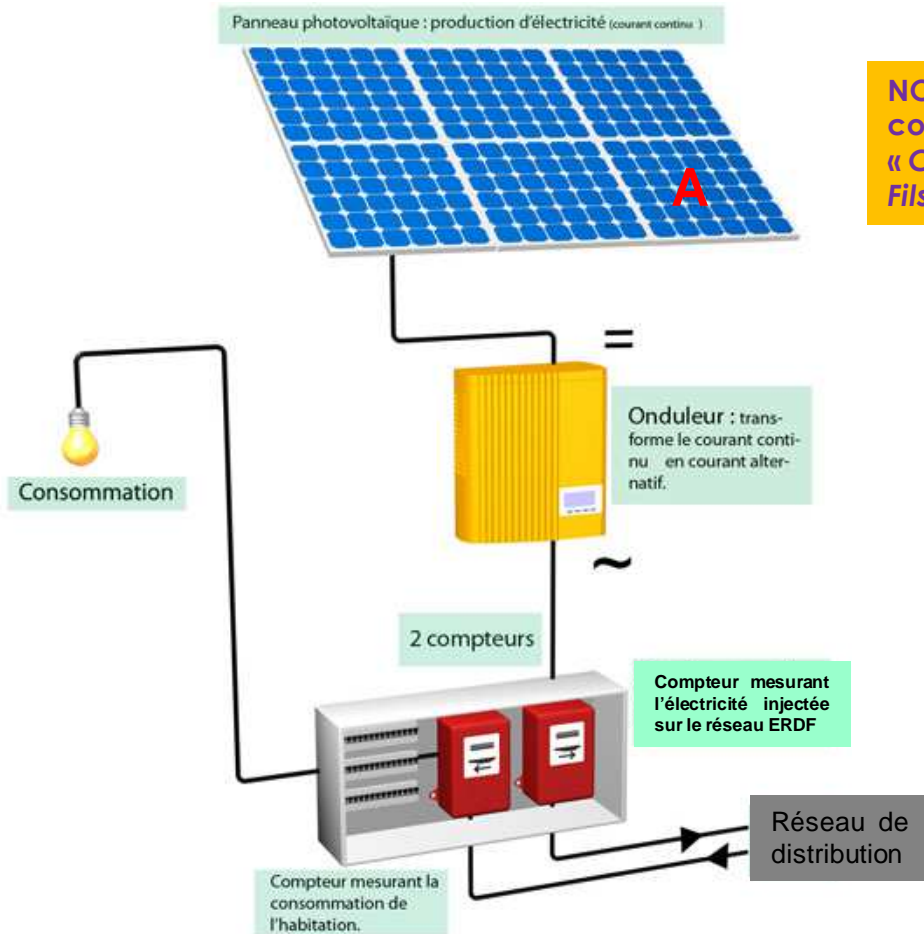 Panneau photovoltaïque : production d'électricité (courant continu )
A
=
Onduleur : trans-
forme le courant conti-
nu en courant alter-
natif.
~
Consommation
2 compteurs
Compteur mesurant
l'électricité injectée
sur le réseau ERDF
Réseau de
distribution
Compteur mesurant la
consommation de
l'habitation.
Fils